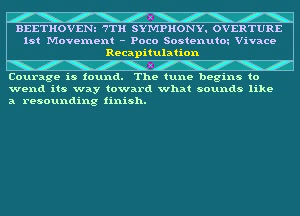 BEETHOVEN: 7TH SYMPHONY, OVERTURE
1st Movement - Poco Sostenuto; Vivace
Recapitulation
Courage is found. The tune begins to
wend its way toward what sounds like
a resounding finish.